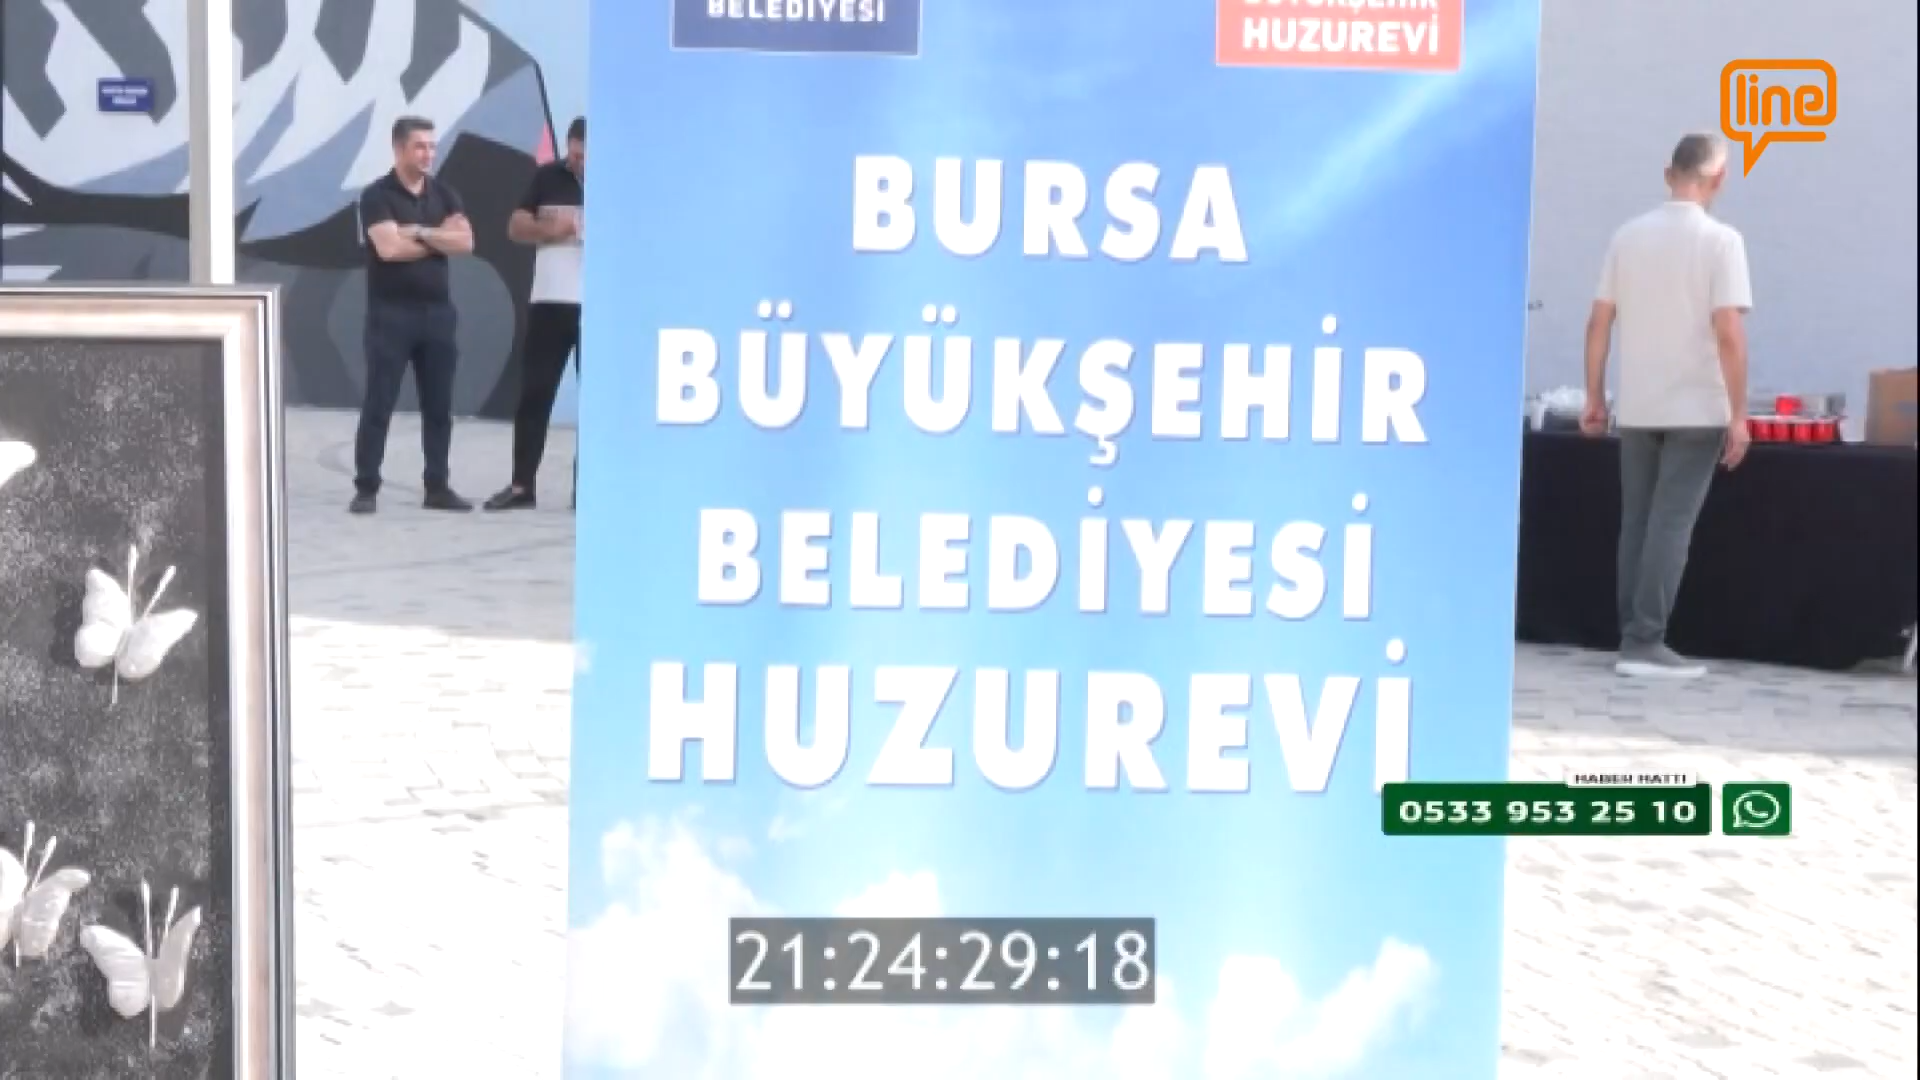 BELEDİYESİ
BÜYÜKŞEHİR
HUZUREVİ
line
BURSA
BÜYÜKŞEHİR
BELEDİYESİ
HUZUREVİ
HABER HATTI
0533 953 25 10
21:24:29:18